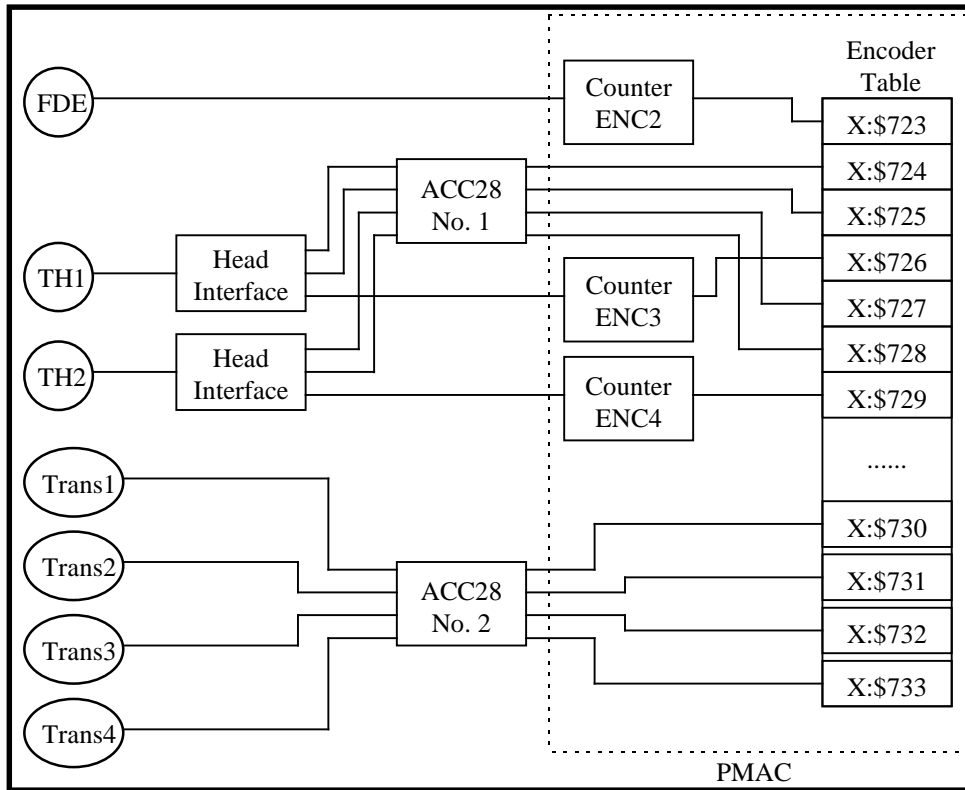 FDE
Counter
ENC2
Encoder
Table
X:$723
X:$724
X:$725
X:$726
X:$727
X:$728
X:$729
......
X:$730
X:$731
X:$732
X:$733
ACC28
No. 1
TH1
Head
Interface
Counter
ENC3
TH2
Head
Interface
Counter
ENC4
Trans1
Trans2
Trans3
Trans4
ACC28
No. 2
PMAC